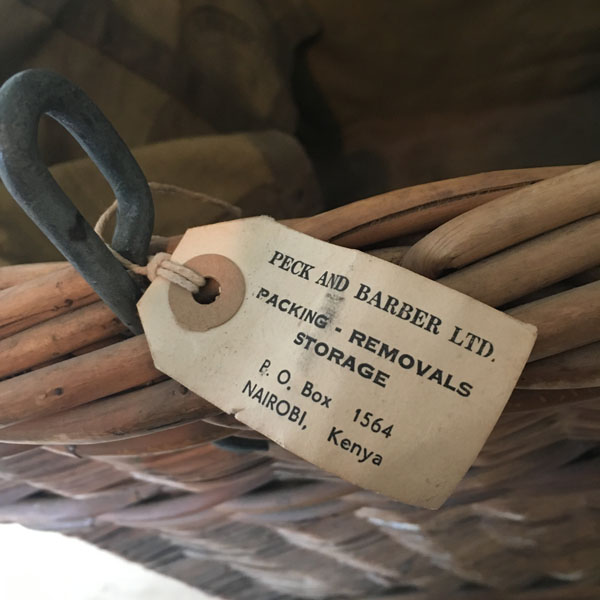 PECK AND BARBER LTD.
PACKING - REMOVALS
STORAGE
P. O. Box 1564
NAIROBI, Kenya